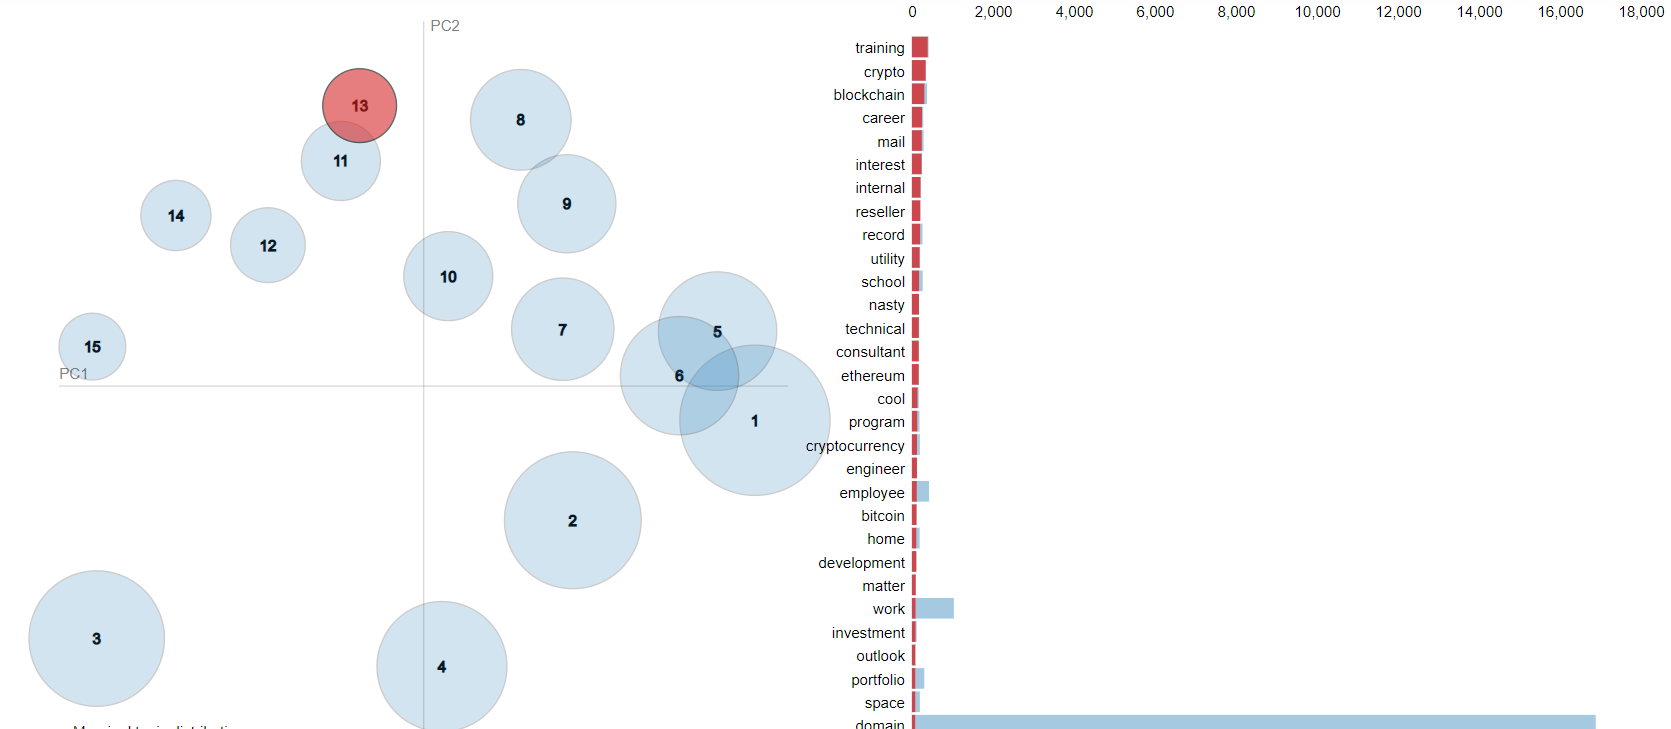 PC2
13
8
11
9
14
12
10
7
5
15
PC1
6
1
2
3
4
0 2,000 4,000 6,000 8,000 10,000 12,000 14,000 16,000 18,000
training
crypto
blockchain
career
mail
interest
internal
reseller
record
utility
school
nasty
technical
consultant
ethereum
cool
program
cryptocurrency
engineer
employee
bitcoin
home
development
matter
work
investment
outlook
portfolio
space
domain